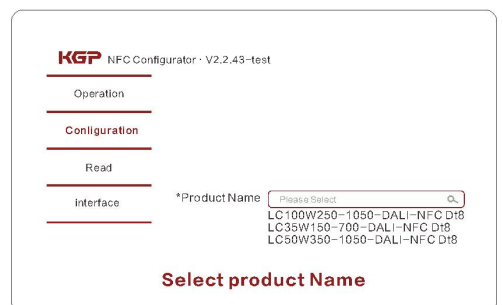 KGP NFC Configurator · V2.2.43-test
Operation
Configuration
Read
interface
*Product Name Please Select
LC100W250-1050-DALI-NFC Dt8
LC35W150-700-DALI-NFC Dt8
LC50W350-1050-DALI-NFC Dt8
Select product Name